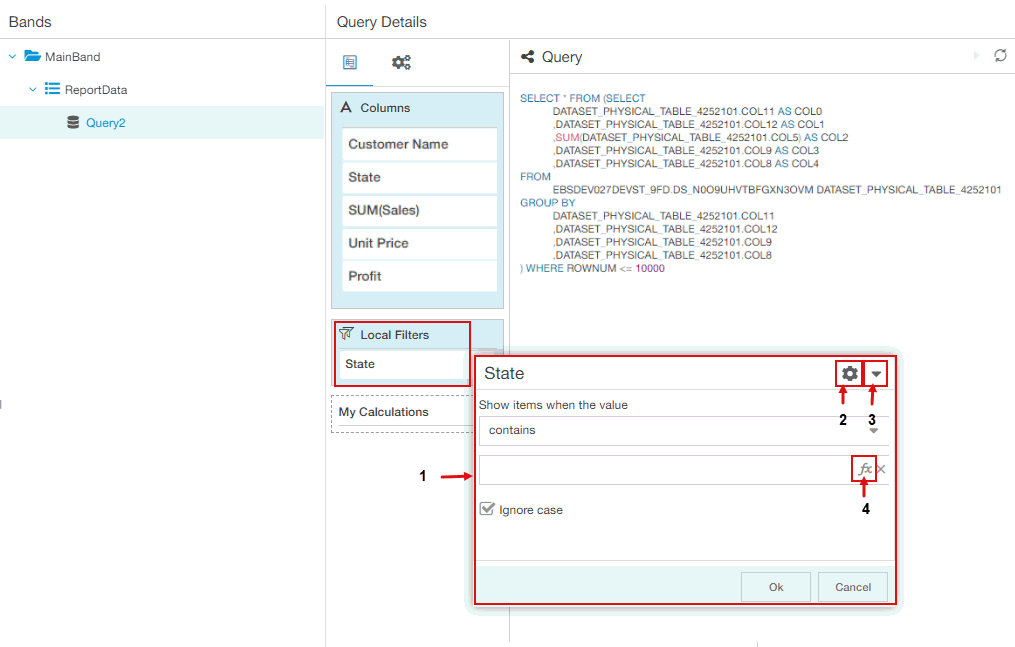 Bands
MainBand
ReportData
Query2
Query Details
A Columns
Customer Name
State
SUM(Sales)
Unit Price
Profit
Local Filters
State
My Calculations
Query
SELECT * FROM (SELECT
DATASET_PHYSICAL_TABLE_4252101.COL11 AS COL0
,DATASET_PHYSICAL_TABLE_4252101.COL12 AS COL1
,SUM(DATASET_PHYSICAL_TABLE_4252101.COL5) AS COL2
,DATASET_PHYSICAL_TABLE_4252101.COL9 AS COL3
,DATASET_PHYSICAL_TABLE_4252101.COL8 AS COL4
FROM
EBSDEV027DEVST_9FD.DS_N0O9UHVTBFGXN3OVM DATASET_PHYSICAL_TABLE_4252101
GROUP BY
DATASET_PHYSICAL_TABLE_4252101.COL11
,DATASET_PHYSICAL_TABLE_4252101.COL12
,DATASET_PHYSICAL_TABLE_4252101.COL9
,DATASET_PHYSICAL_TABLE_4252101.COL8
) WHERE ROWNUM <= 10000
State
2
3
Show items when the value
contains
1
fx
4
Ignore case
Ok
Cancel